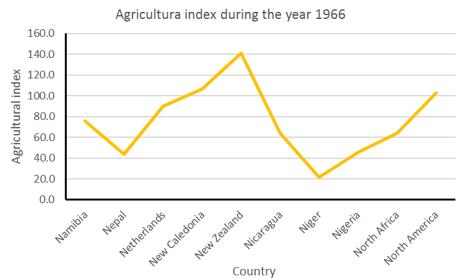 Agricultura index during the year 1966
Agricultural index
160.0
140.0
120.0
100.0
80.0
60.0
40.0
20.0
0.0
Namibia
Nepal
Netherlands
New Caledonia
New Zealand
Nicaragua
Niger
Nigeria
North Africa
North America
Country